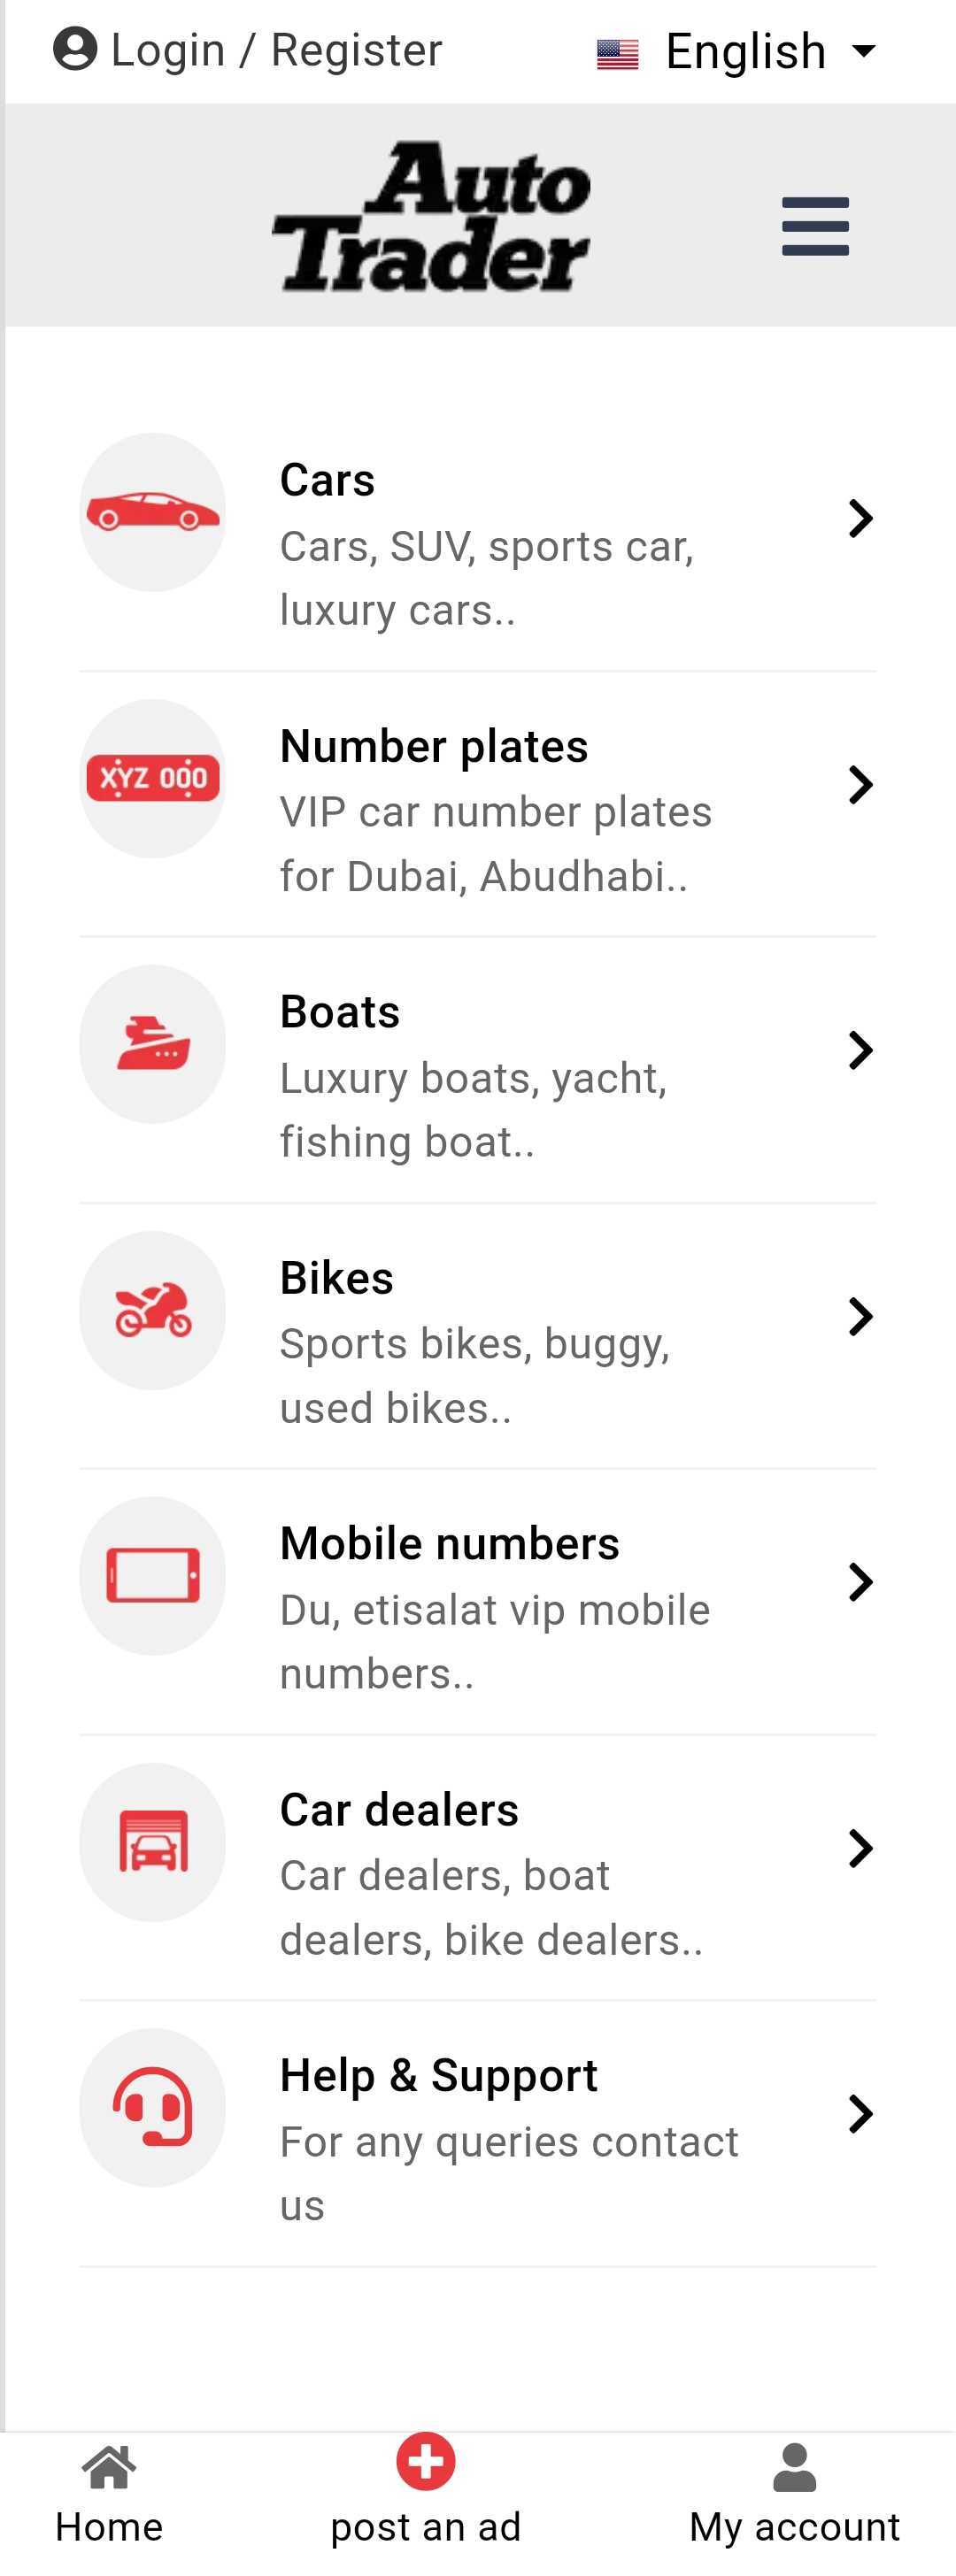 Login / Register
English
Auto
Trader
Cars
Cars, SUV, sports car,
luxury cars..
XYZ 000
Number plates
VIP car number plates
for Dubai, Abudhabi..
Boats
Luxury boats, yacht,
fishing boat..
Bikes
Sports bikes, buggy,
used bikes..
Mobile numbers
Du, etisalat vip mobile
numbers..
Car dealers
Car dealers, boat
dealers, bike dealers..
Help & Support
For any queries contact
us
Home
post an ad
My account